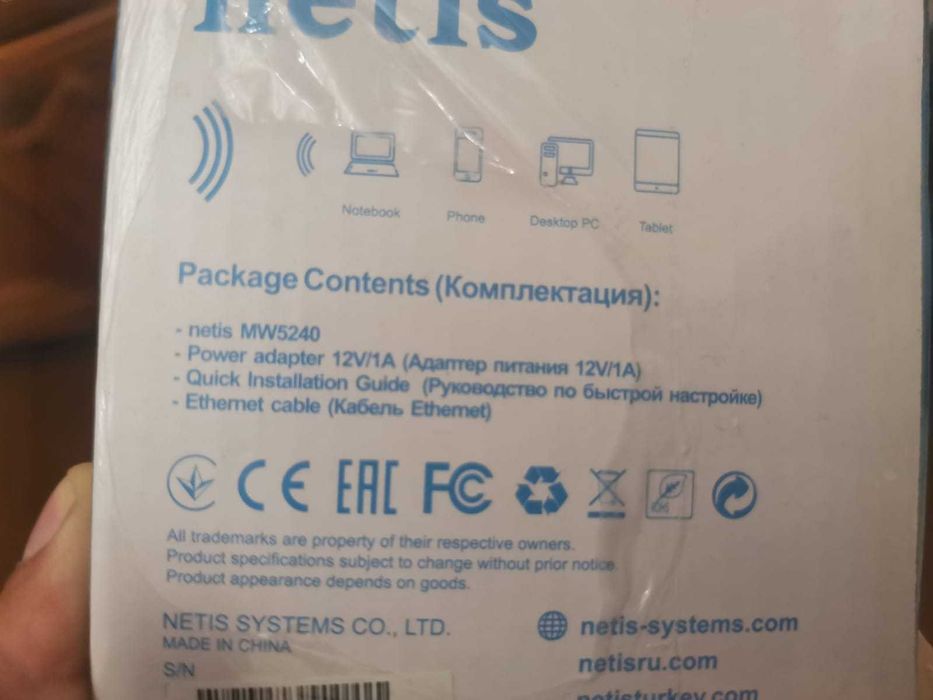 netis
Notebook
Phone
Desktop PC
Tablet
Package Contents (Комплектация):
- netis MW5240
- Power adapter 12V/1A (Адаптер питания 12V/1A)
- Quick Installation Guide (Руководство по быстрой настройке)
- Ethernet cable (Кабель Ethernet)
CE EAC FC
All trademarks are property of their respective owners.
Product specifications subject to change without prior notice.
Product appearance depends on goods.
NETIS SYSTEMS CO., LTD.
MADE IN CHINA
S/N
netis-systems.com
netisru.com
netisturkey.com